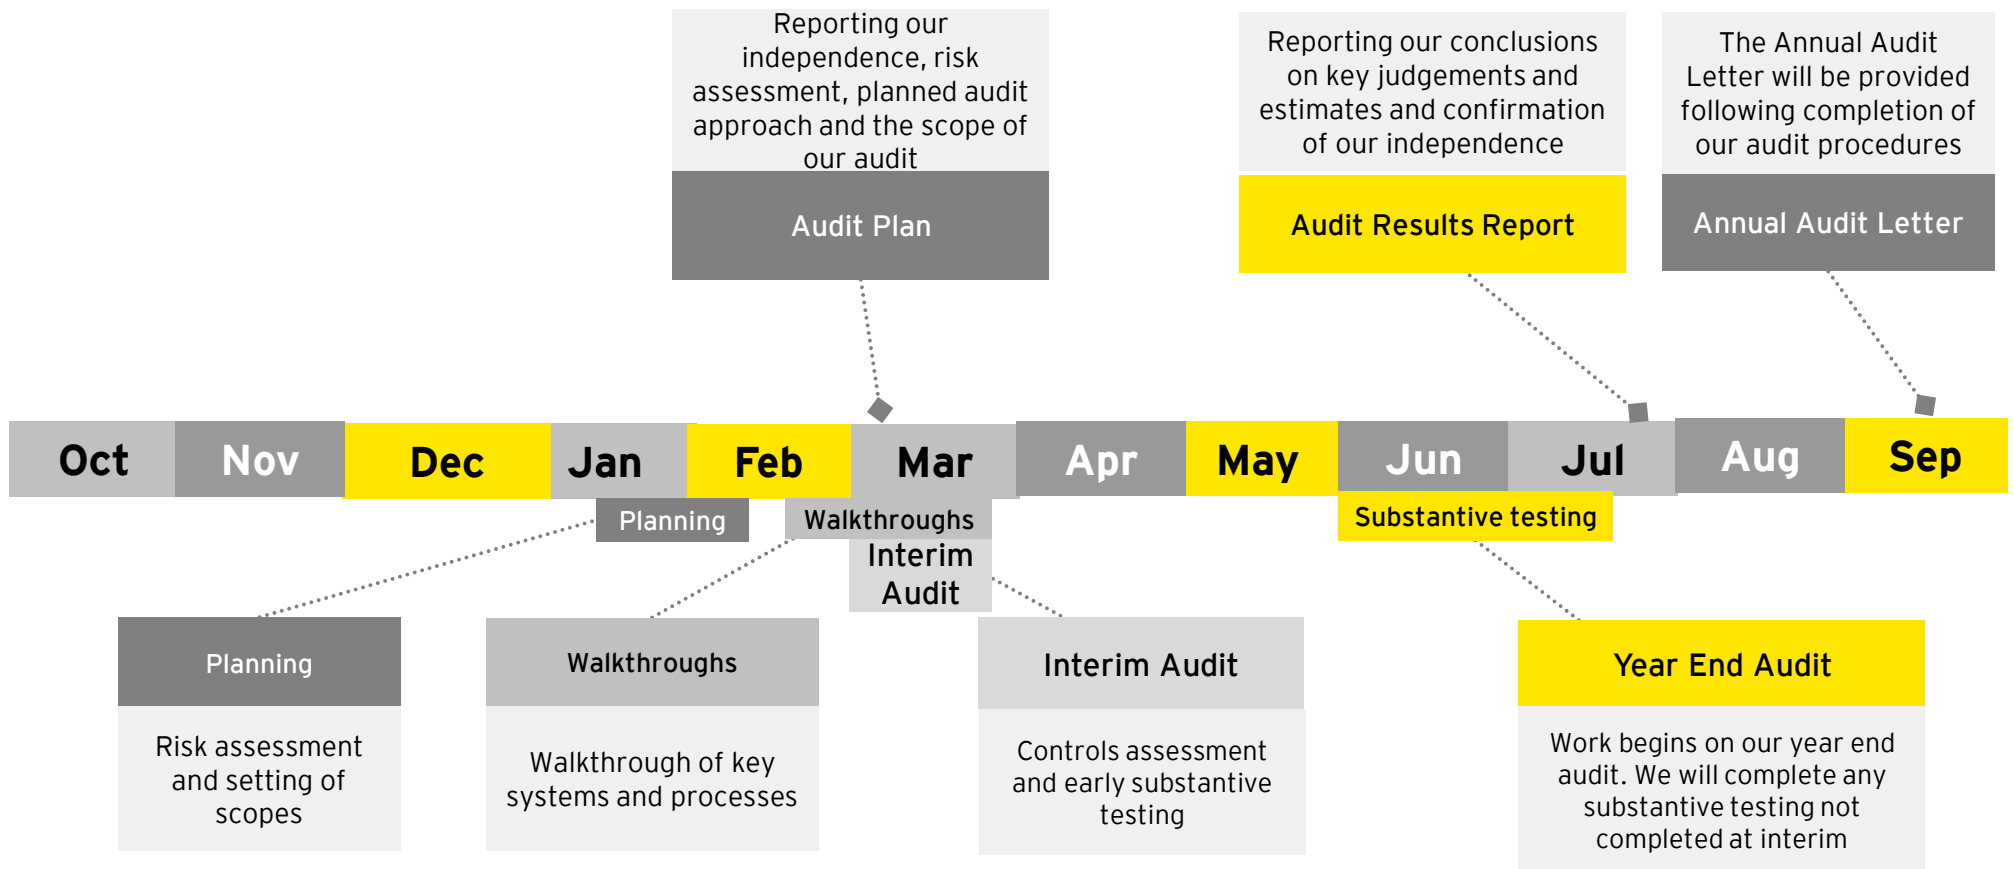 Reporting our
independence, risk
assessment, planned audit
approach and the scope of
our audit
Audit Plan
Reporting our conclusions
on key judgements and
estimates and confirmation
of our independence
Audit Results Report
The Annual Audit
Letter will be provided
following completion of
our audit procedures
Annual Audit Letter
Oct Nov Dec Jan Feb Mar Apr May Jun Jul Aug Sep
Planning
Walkthroughs
Interim
Audit
Substantive testing
Planning
Risk assessment
and setting of
scopes
Walkthroughs
Walkthrough of key
systems and processes
Interim Audit
Controls assessment
and early substantive
testing
Year End Audit
Work begins on our year end
audit. We will complete any
substantive testing not
completed at interim